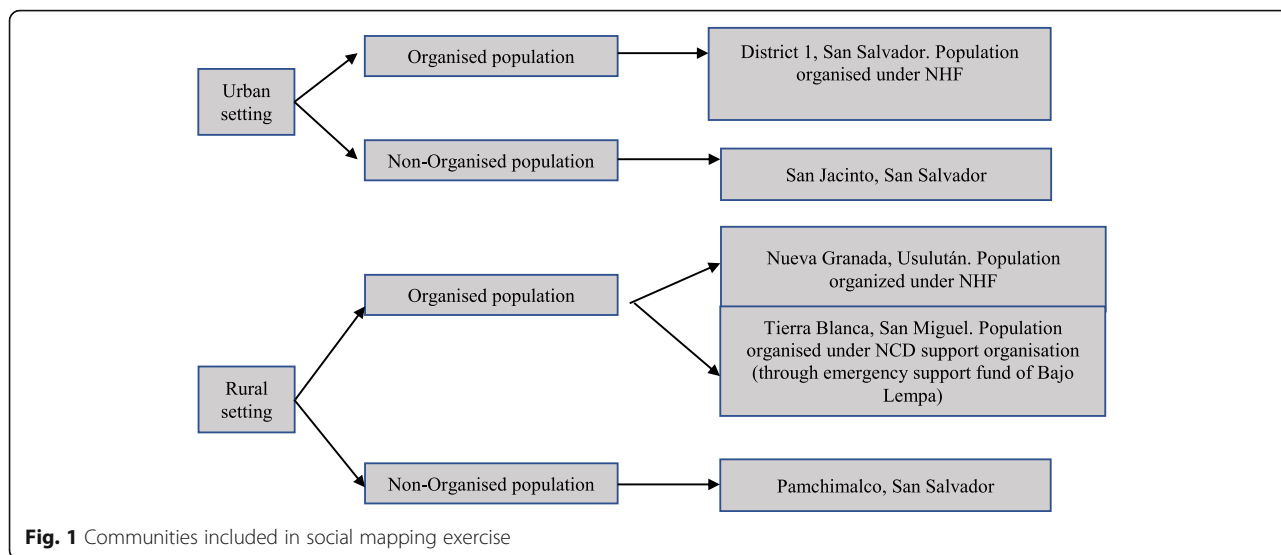 Organised population
District 1, San Salvador. Population
organised under NHF
Urban
setting
Non-Organised population
San Jacinto, San Salvador
Nueva Granada, Usulután. Population
organized under NHF
Organised population
Tierra Blanca, San Miguel. Population
organised under NCD support organisation
(through emergency support fund of Bajo
Lempa)
Rural
setting
Non-Organised population
Pamchimalco, San Salvador
Fig. 1 Communities included in social mapping exercise